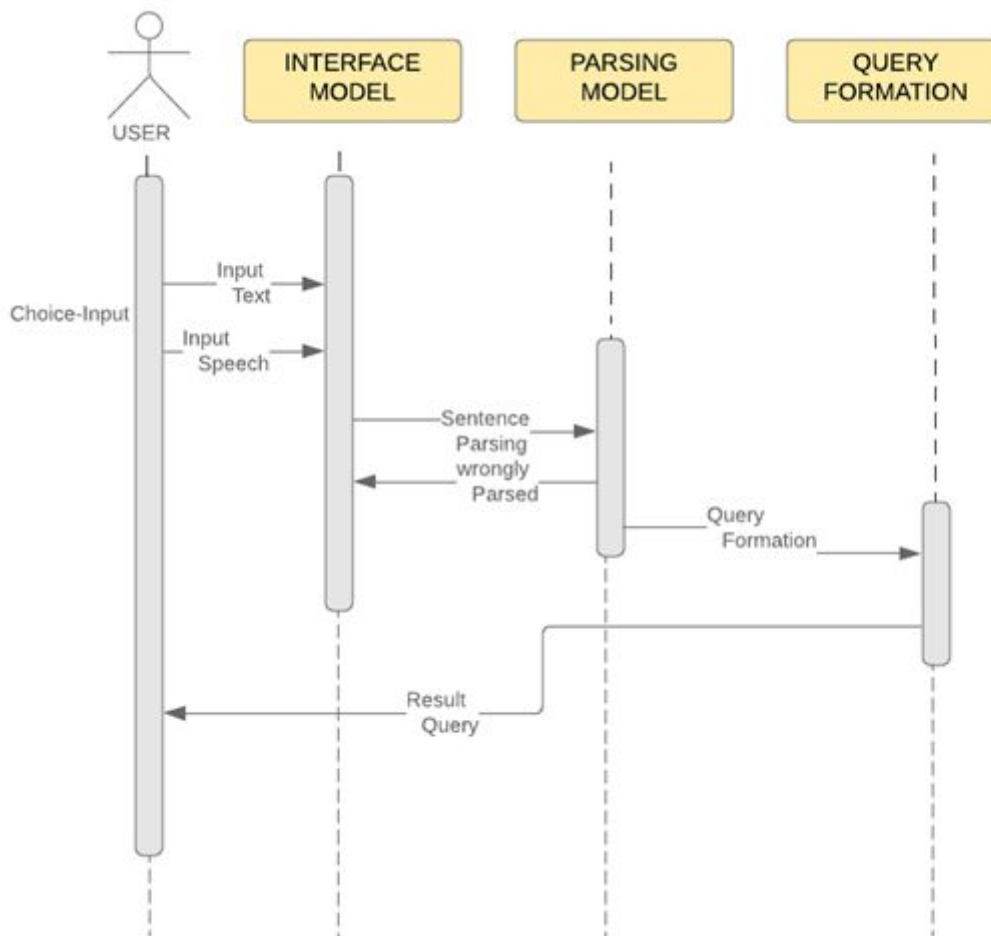 INTERFACE
MODEL
PARSING
MODEL
QUERY
FORMATION
USER
Input
Text
Choice-Input
Input
Speech
Sentence
Parsing
wrongly
Parsed
Query
Formation
Result
Query